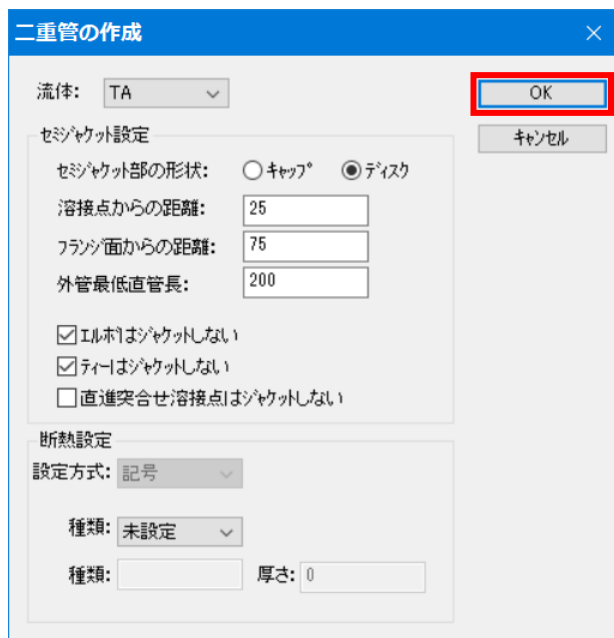 二重管の作成
流体: TA
OK
キャンセル
セミジャケット設定
セミジャケット部の形状: キャップ ディスク
溶接点からの距離: 25
フランジ面からの距離: 75
外管最低直管長: 200
エルボはジャケットしない
ティーはジャケットしない
直進突合せ溶接点はジャケットしない
断熱設定
設定方式: 記号
種類: 未設定
種類: 厚さ: 0